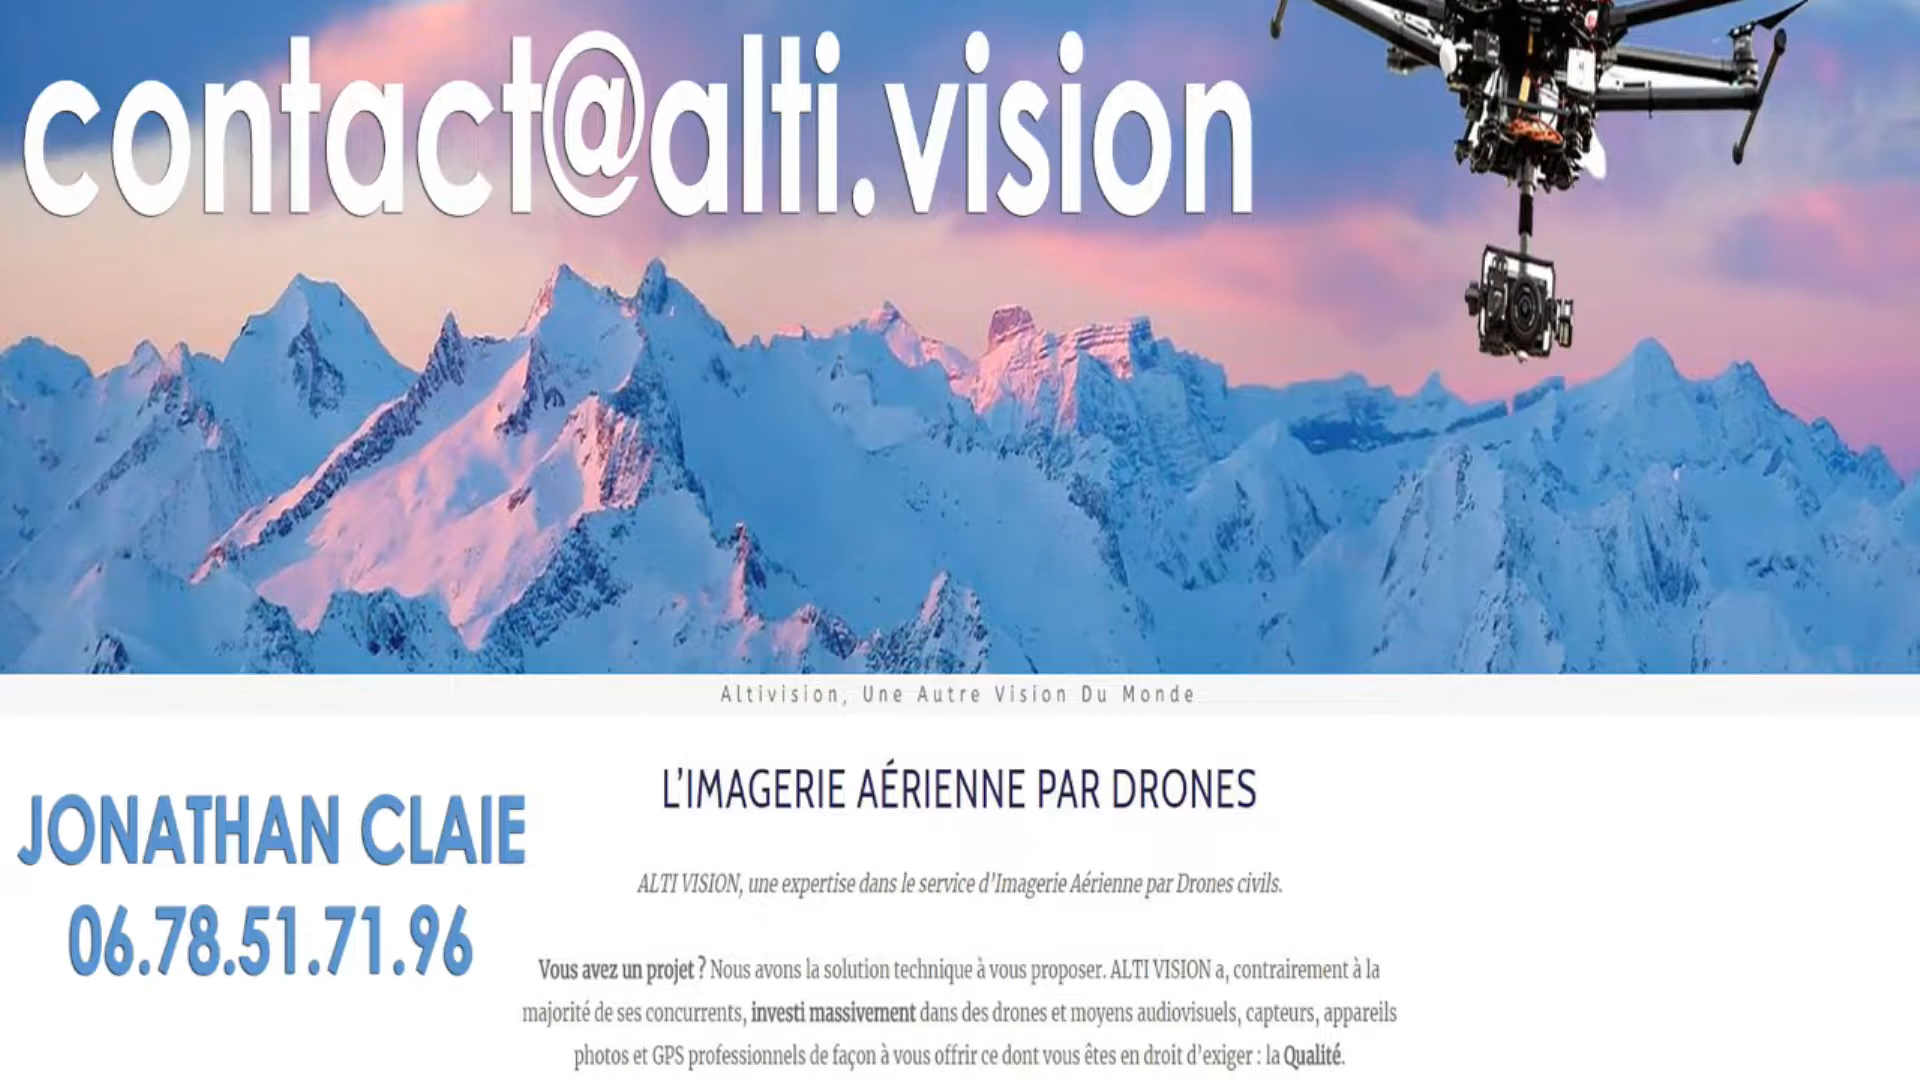 contact@alti.vision
Altivision, Une Autre Vision Du Monde
L'IMAGERIE AÉRIENNE PAR DRONES
JONATHAN CLAIE
06.78.51.71.96
ALTI VISION, une expertise dans le service d'Imagerie Aérienne par Drones civils.
Vous avez un projet ? Nous avons la solution technique à vous proposer. ALTI VISION a, contrairement à la
majorité de ses concurrents, investi massivement dans des drones et moyens audiovisuels, capteurs, appareils
photos et GPS professionnels de façon à vous offrir ce dont vous êtes en droit d'exiger : la Qualité.